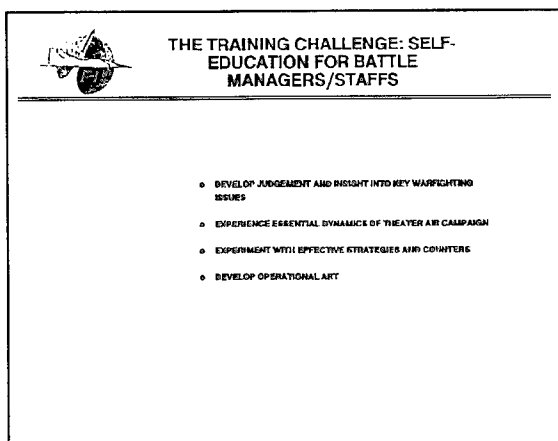 THE TRAINING CHALLENGE: SELF-
EDUCATION FOR BATTLE
MANAGERS/STAFFS
o DEVELOP JUDGEMENT AND INSIGHT INTO KEY WARFIGHTING
ISSUES
o EXPERIENCE ESSENTIAL DYNAMICS OF THEATER AIR CAMPAIGN
o EXPERIMENT WITH EFFECTIVE STRATEGIES AND COUNTERS
o DEVELOP OPERATIONAL ART